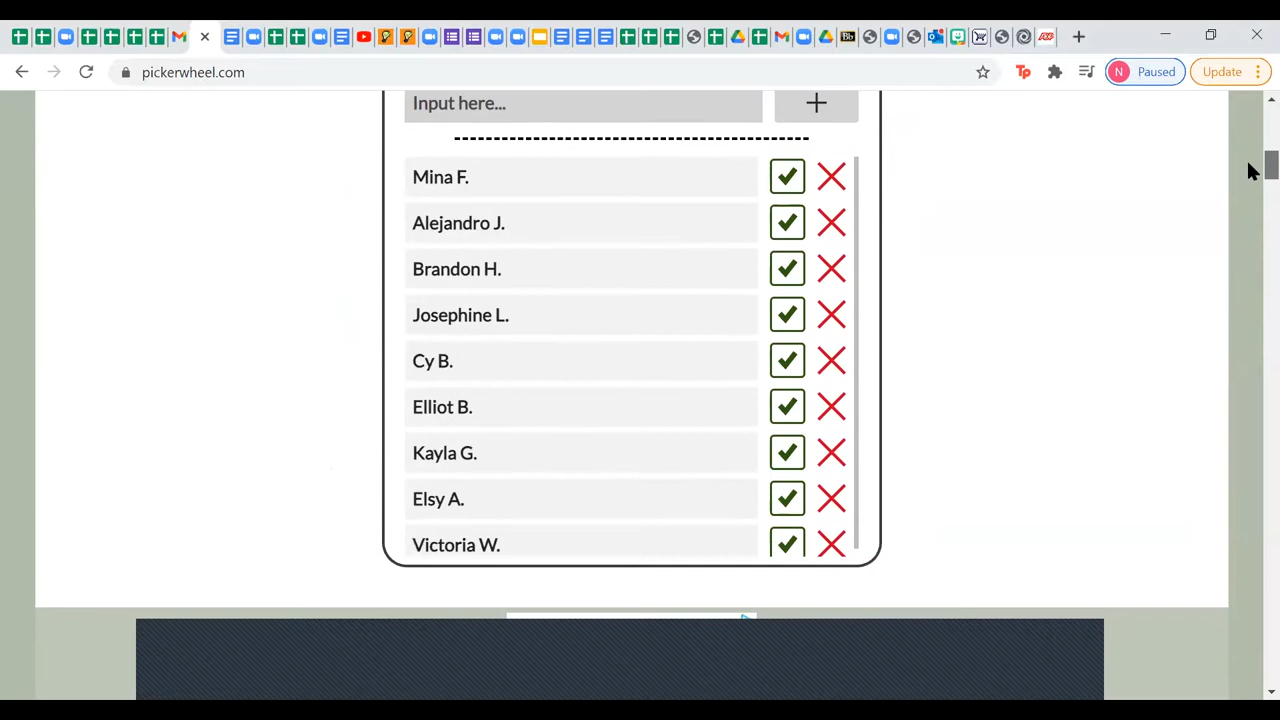 pickerwheel.com
N Paused
Update
Input here...
Mina F.
Alejandro J.
Brandon H.
Josephine L.
Cy B.
Elliot B.
Kayla G.
Elsy A.
Victoria W.